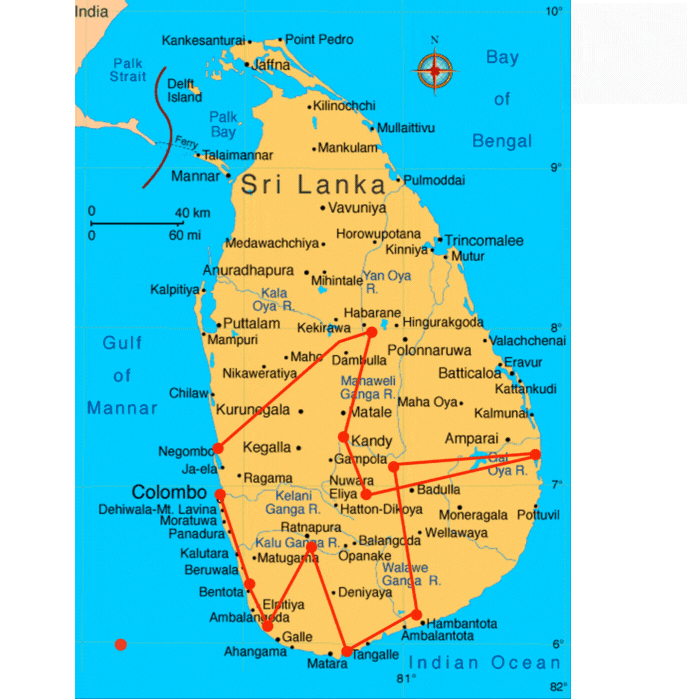 India
10°
Kankesanturai
Point Pedro
N
Palk
Strait
Jaffna
Bay
of
Bengal
Delft
Island
Palk
Bay
Kilinochchi
Mullaittivu
Ferry
Talaimannar
Mankulam
9°
Mannar
Sri Lanka
Pulmoddai
0
40 km
0
60 mi
Vavuniya
Medawachchiya
Horowupotana
Kinniya
Trincomalee
Mutur
Anuradhapura
Mihintale
Yan Oya
R.
Kalpitiya
Kala
Oya R.
Puttalam
Habarane
Kekirawa
Hingurakgoda
8°
Mampuri
Gulf
of
Mannar
Maho
Dambulla
Polonnaruwa
Valachchenai
Nikaweratiya
Eravur
Batticaloa
Kattankudi
Manaweli
Ganga R.
Chilaw
Kurunegala
Matale
Maha Oya
Kalmunai
Negombo
Kegalla
Kandy
Amparai
Gampola
Gal
Oya R.
Ja-ela
Ragama
7°
Colombo
Kelani
Ganga R.
Nuwara
Eliya
Badulla
Dehiwala-Mt. Lavina
Hatton-Dikoya
Moneragala
Pottuvil
Moratuwa
Panadura
Ratnapura
Wellawaya
Kalu Ganga R.
Balangoda
Kalutara
Matugama
Opanake
Beruwala
Walawe
Ganga R.
Bentota
Deniyaya
Elpitiya
Ambalangoda
Hambantota
Ambalantota
Galle
6°
Ahangama
Matara
Tangalle
Indian Ocean
81°
82°